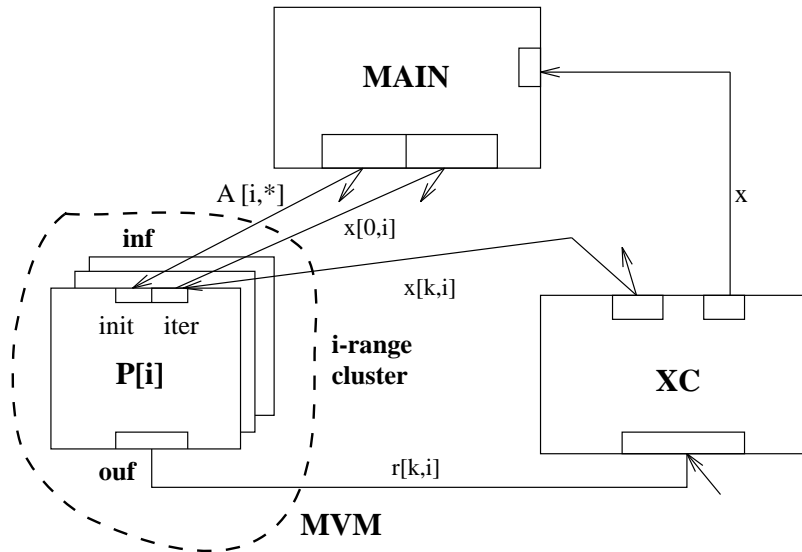 MAIN
A [i,*]
x
x[0,i]
inf
x[k,i]
init iter
i-range
cluster
P[i]
XC
ouf
r[k,i]
MVM